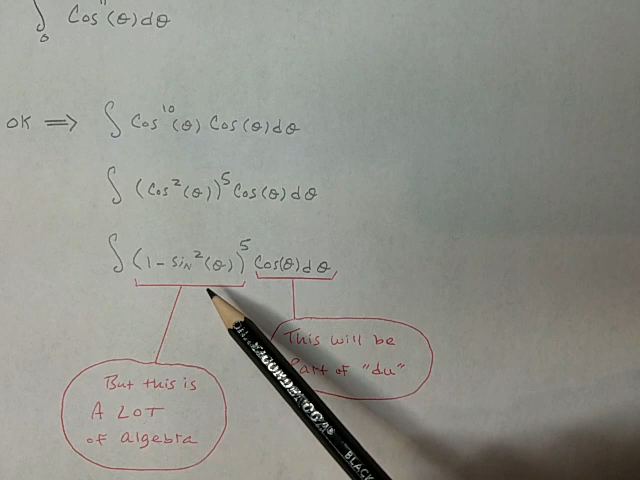 ∫₀ Cos¹¹(θ)dθ
OK ⟹ ∫ Cos¹⁰(θ) Cos(θ)dθ
∫ (Cos²(θ))⁵ Cos(θ)dθ
∫ (1-sin²(θ))⁵ Cos(θ)dθ
This will be
Part of "du"
But this is
A LOT
of algebra
BLACK